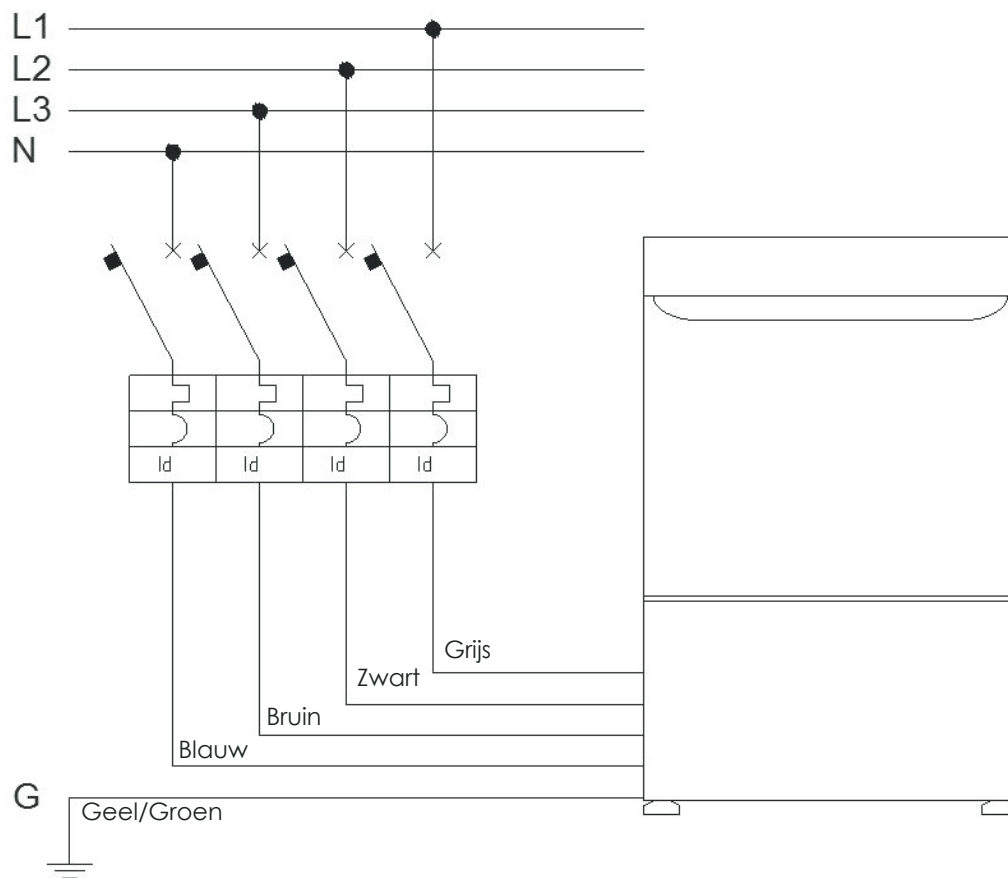 L1
L2
L3
N
Id Id Id Id
Grijs
Zwart
Bruin
Blauw
G
Geel/Groen